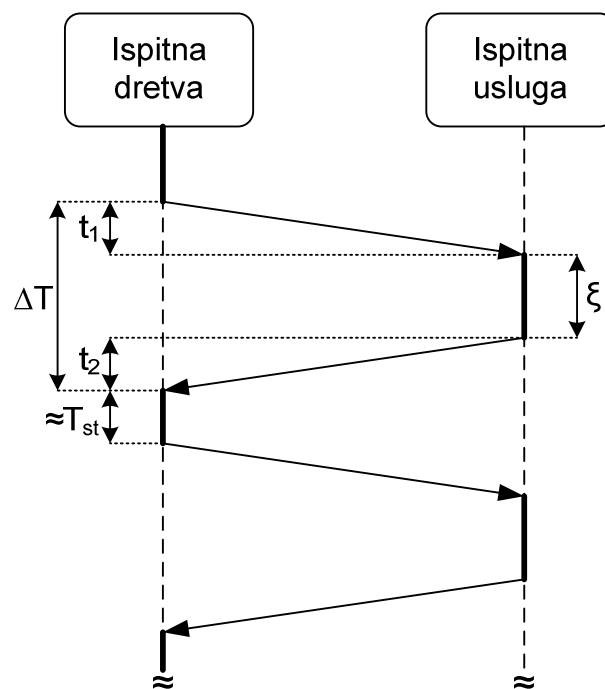 Ispitna
dretva
Ispitna
usluga
t₁
ΔT
ξ
t₂
≈Tₛₜ
≈
≈